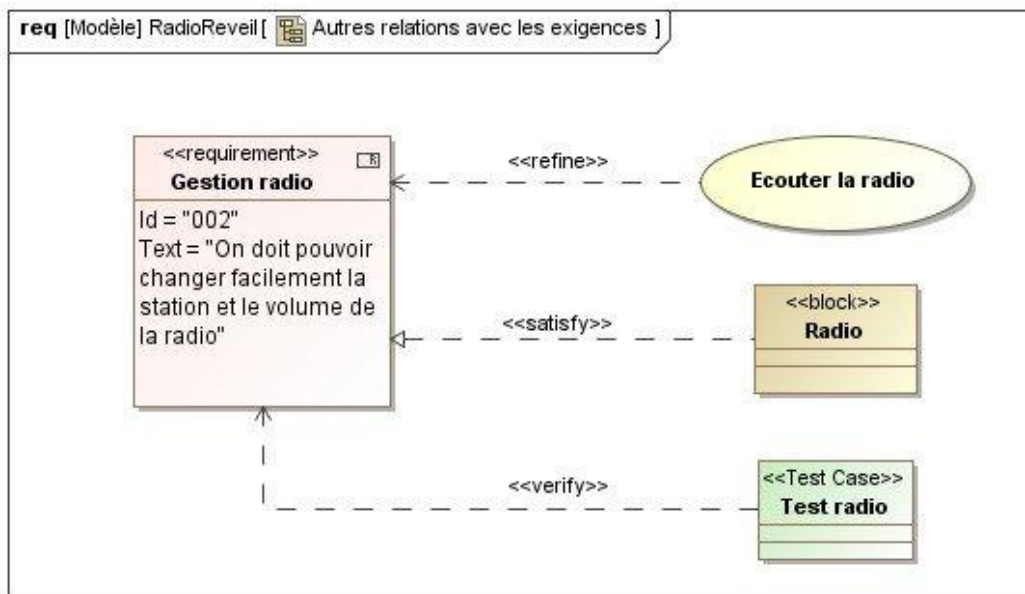 req [Modèle] RadioReveil [ Autres relations avec les exigences ]
<<requirement>>
Gestion radio
Id = "002"
Text = "On doit pouvoir
changer facilement la
station et le volume de
la radio"
<<refine>>
Ecouter la radio
<<satisfy>>
<<block>>
Radio
<<verify>>
<<Test Case>>
Test radio